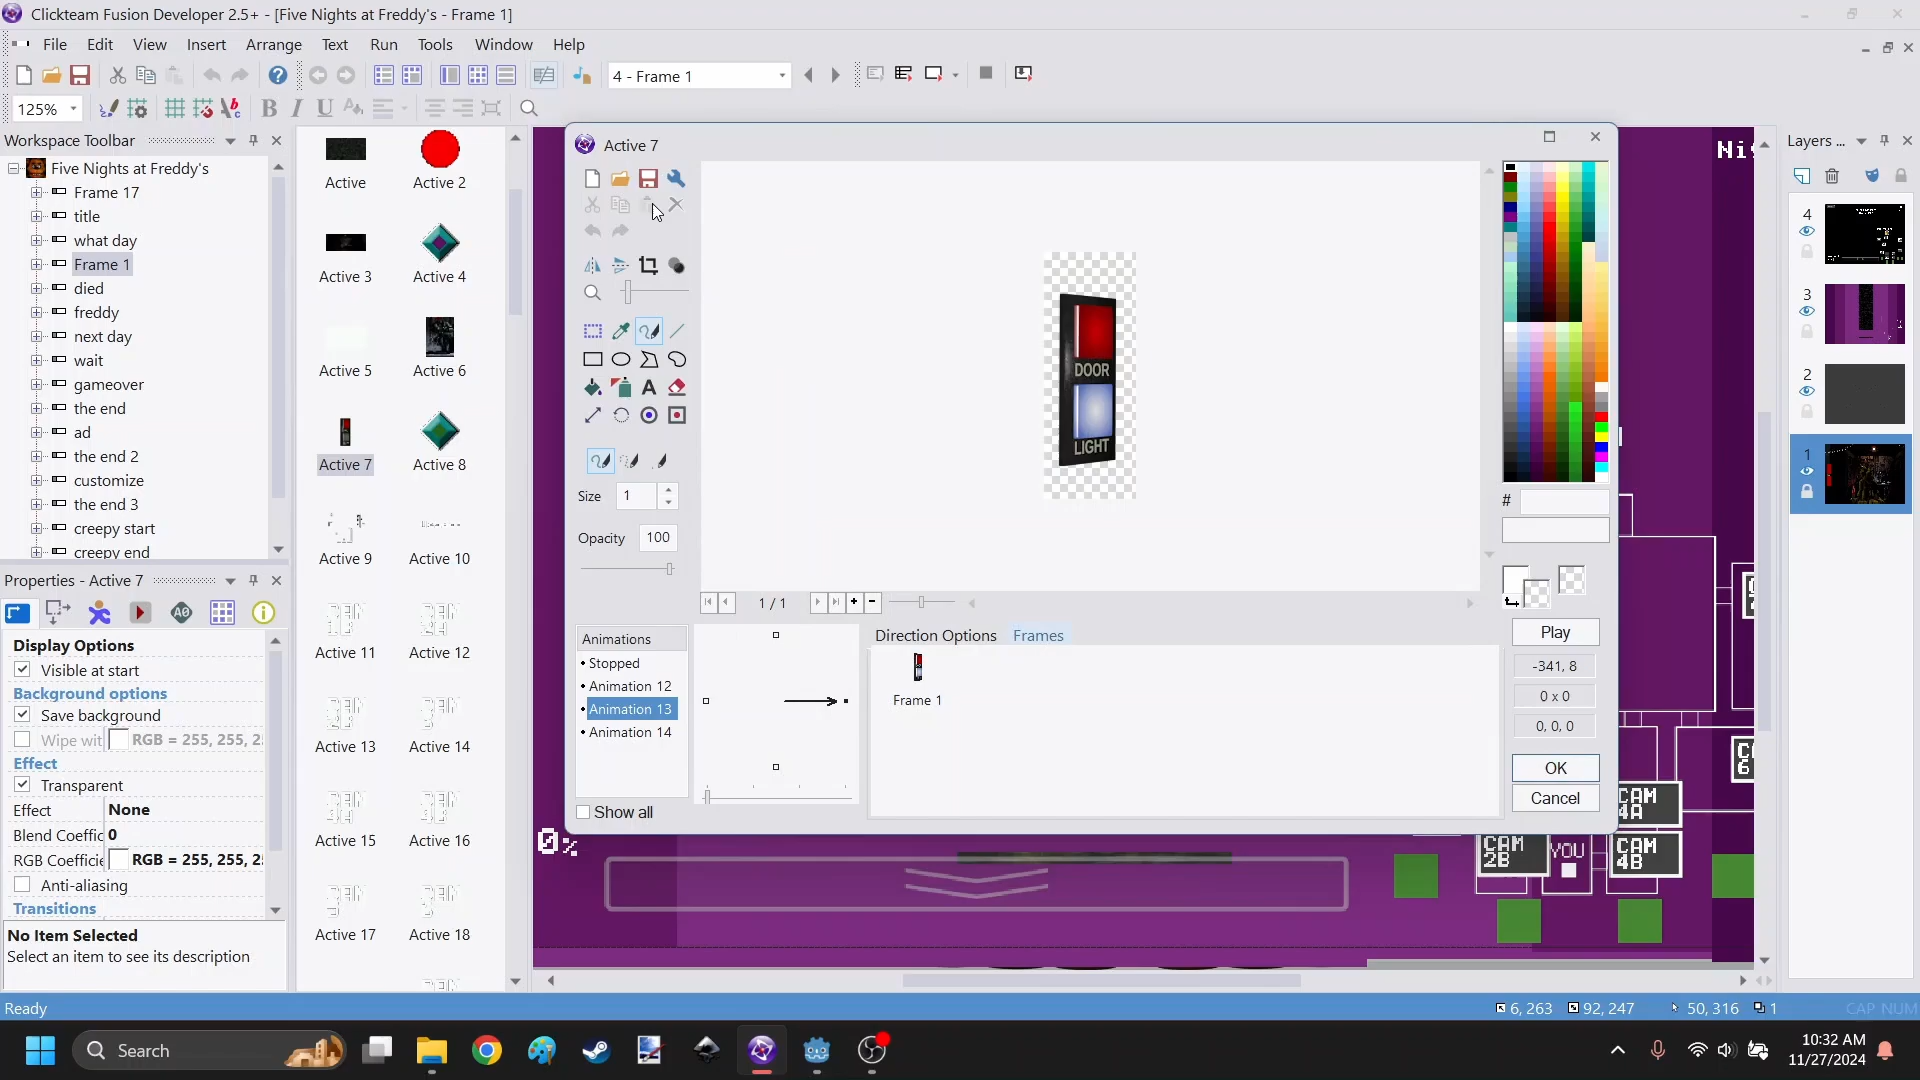 Clickteam Fusion Developer 2.5+ - [Five Nights at Freddy's - Frame 1]
File Edit View Insert Arrange Text Run Tools Window Help
4 - Frame 1
125%
Workspace Toolbar
Five Nights at Freddy's
Frame 17
title
what day
Frame 1
died
freddy
next day
wait
gameover
the end
ad
the end 2
customize
the end 3
creepy start
creepy end
Properties - Active 7
Display Options
Visible at start
Background options
Save background
Wipe wit RGB = 255, 255, 2
Effect
Transparent
Effect None
Blend Coeffic 0
RGB Coefficie RGB = 255, 255, 2
Anti-aliasing
Transitions
No Item Selected
Select an item to see its description
Ready
Active Active 2
Active 3 Active 4
Active 5 Active 6
Active 7 Active 8
Active 9 Active 10
Active 11 Active 12
Active 13 Active 14
Active 15 Active 16
Active 17 Active 18
Active 7
Size 1
Opacity 100
DOOR
LIGHT
1 / 1
Animations
Stopped
Animation 12
Animation 13
Animation 14
Show all
Direction Options Frames
Frame 1
#
Play
-341, 8
0 x 0
0, 0, 0
OK
Cancel
0%
CAM
2B
YOU
CAM
4A
CAM
4B
Layers ...
4
3
2
1
6, 263 92, 247 50, 316 1
CAP NUM
Search
10:32 AM
11/27/2024